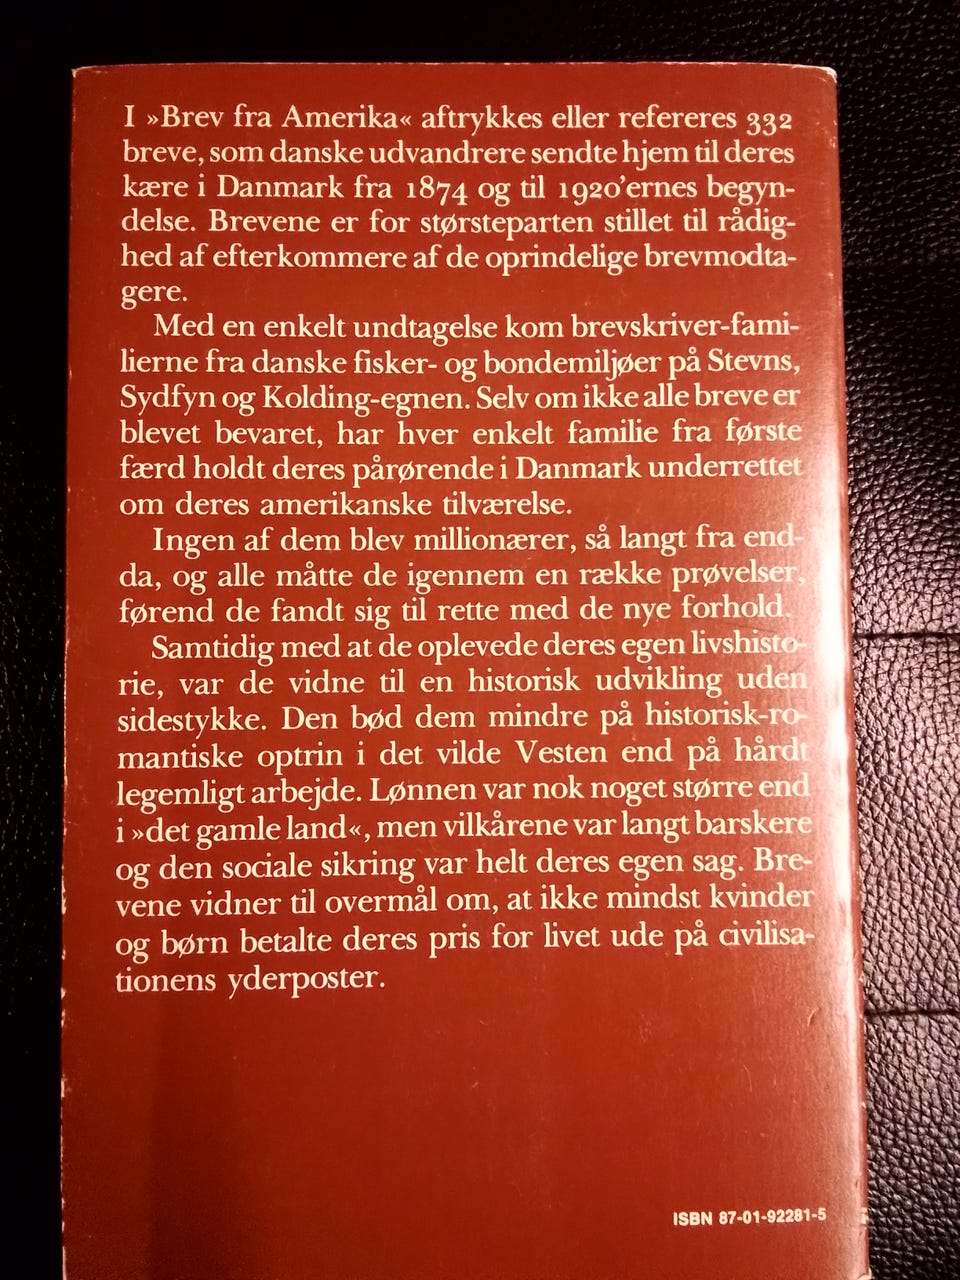 I »Brev fra Amerika« aftrykkes eller refereres 332
breve, som danske udvandrere sendte hjem til deres
kære i Danmark fra 1874 og til 1920'ernes begyn-
delse. Brevene er for størsteparten stillet til rådig-
hed af efterkommere af de oprindelige brevmodta-
gere.
Med en enkelt undtagelse kom brevskriver-fami-
lierne fra danske fisker- og bondemiljøer på Stevns,
Sydfyn og Kolding-egnen. Selv om ikke alle breve er
blevet bevaret, har hver enkelt familie fra første
færd holdt deres pårørende i Danmark underrettet
om deres amerikanske tilværelse.
Ingen af dem blev millionærer, så langt fra end-
da, og alle måtte de igennem en række prøvelser,
førend de fandt sig til rette med de nye forhold.
Samtidig med at de oplevede deres egen livshisto-
rie, var de vidne til en historisk udvikling uden
sidestykke. Den bød dem mindre på historisk-ro-
mantiske optrin i det vilde Vesten end på hårdt
legemligt arbejde. Lønnen var nok noget større end
i »det gamle land«, men vilkårene var langt barskere
og den sociale sikring var helt deres egen sag. Bre-
vene vidner til overmål om, at ikke mindst kvinder
og børn betalte deres pris for livet ude på civilisa-
tionens yderposter.
ISBN 87-01-92281-5